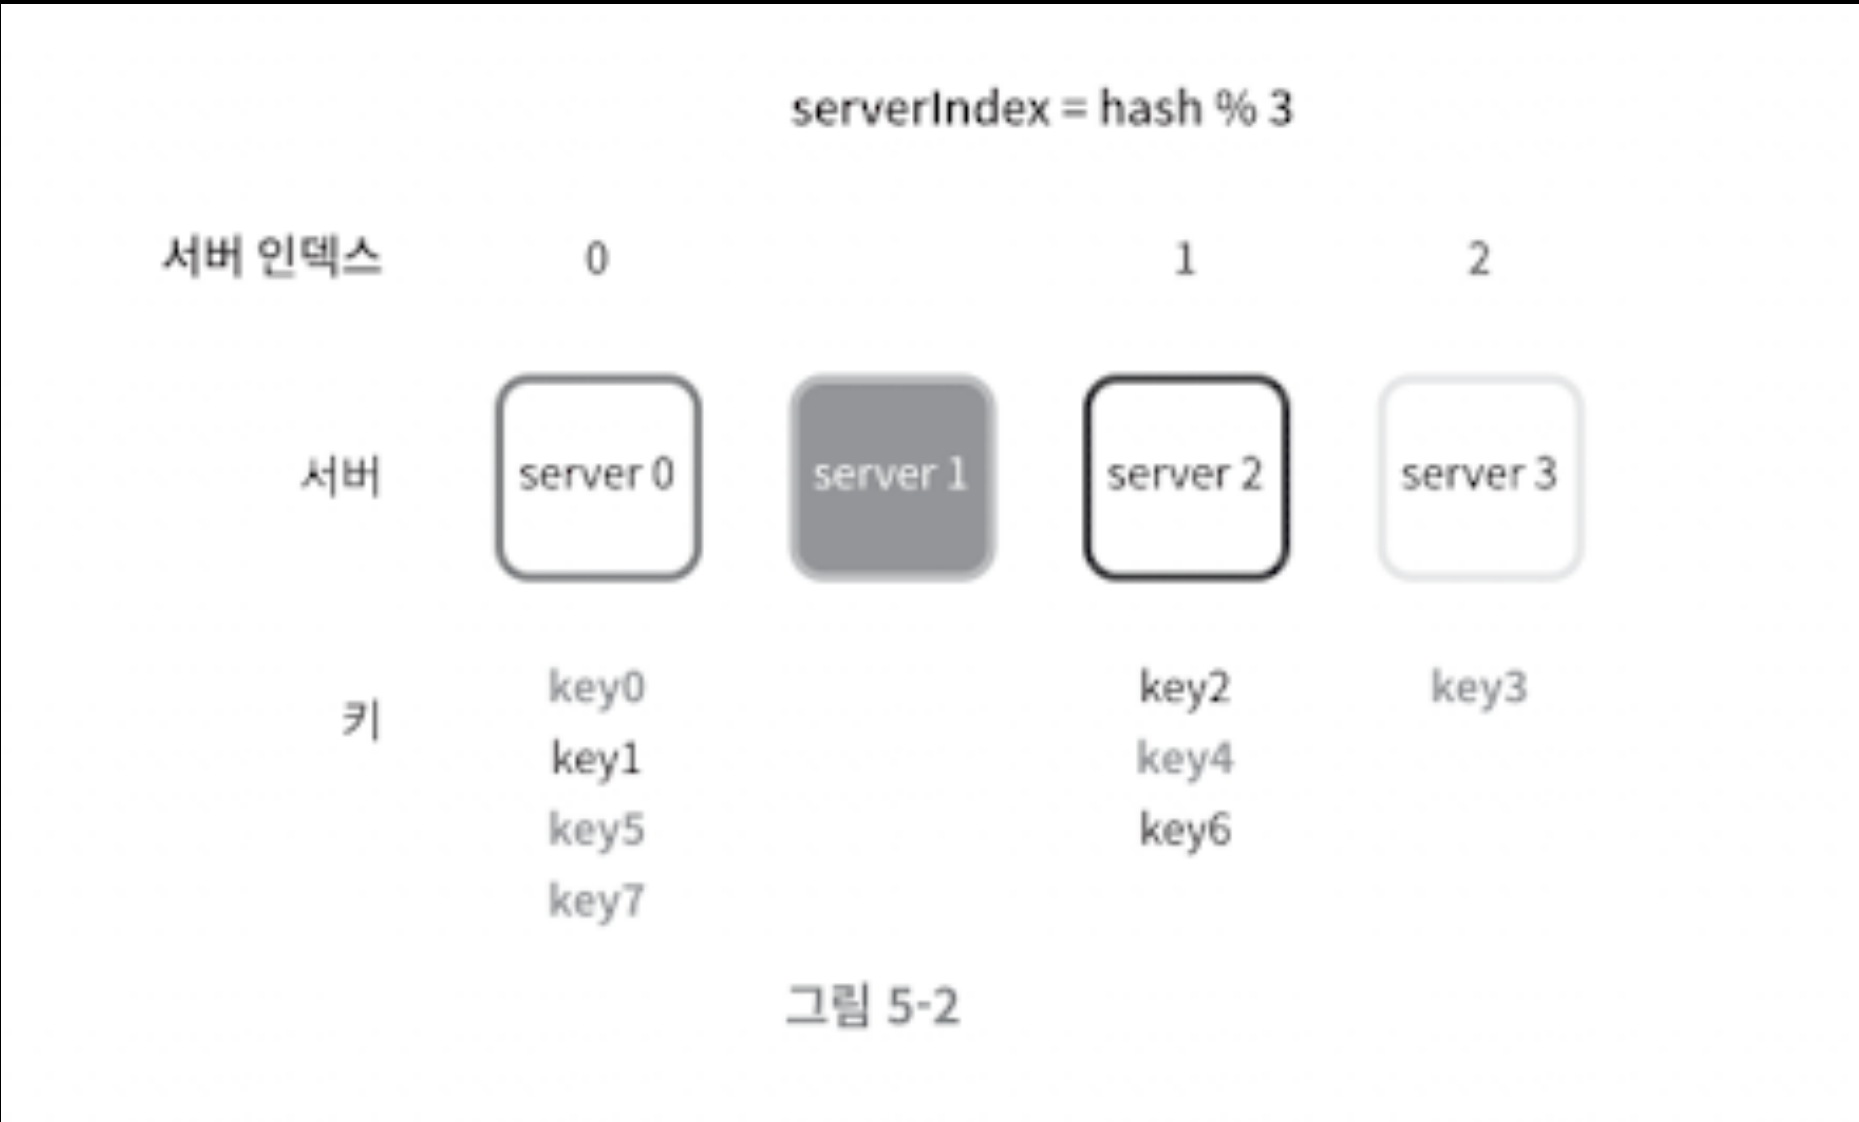 serverIndex = hash % 3
서버 인덱스 0 1 2
서버 server 0 server 1 server 2 server 3
key0 key2 key3
키
key1 key4
key5 key6
key7
그림 5-2